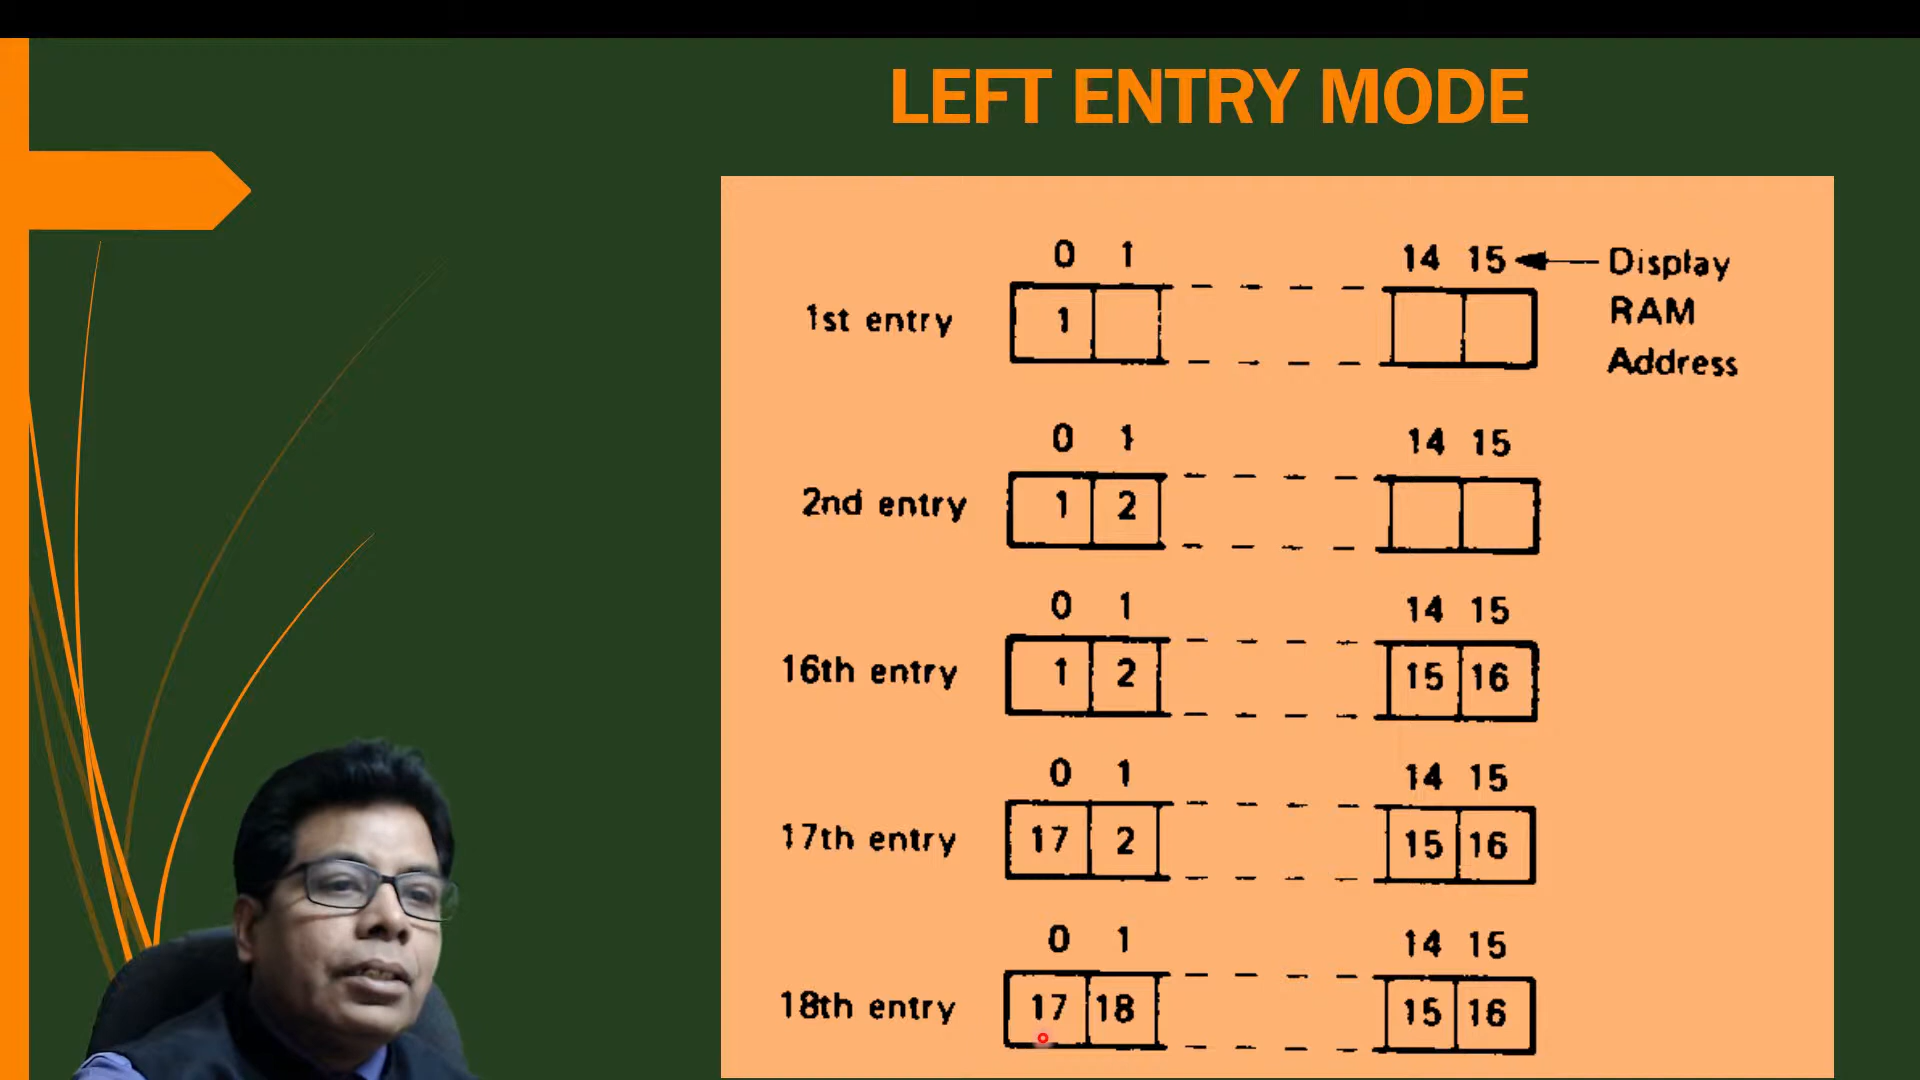 LEFT ENTRY MODE
0 1 14 15 Display
1st entry 1 RAM
Address
0 1 14 15
2nd entry 1 2
0 1 14 15
16th entry 1 2 15 16
0 1 14 15
17th entry 17 2 15 16
0 1 14 15
18th entry 17 18 15 16